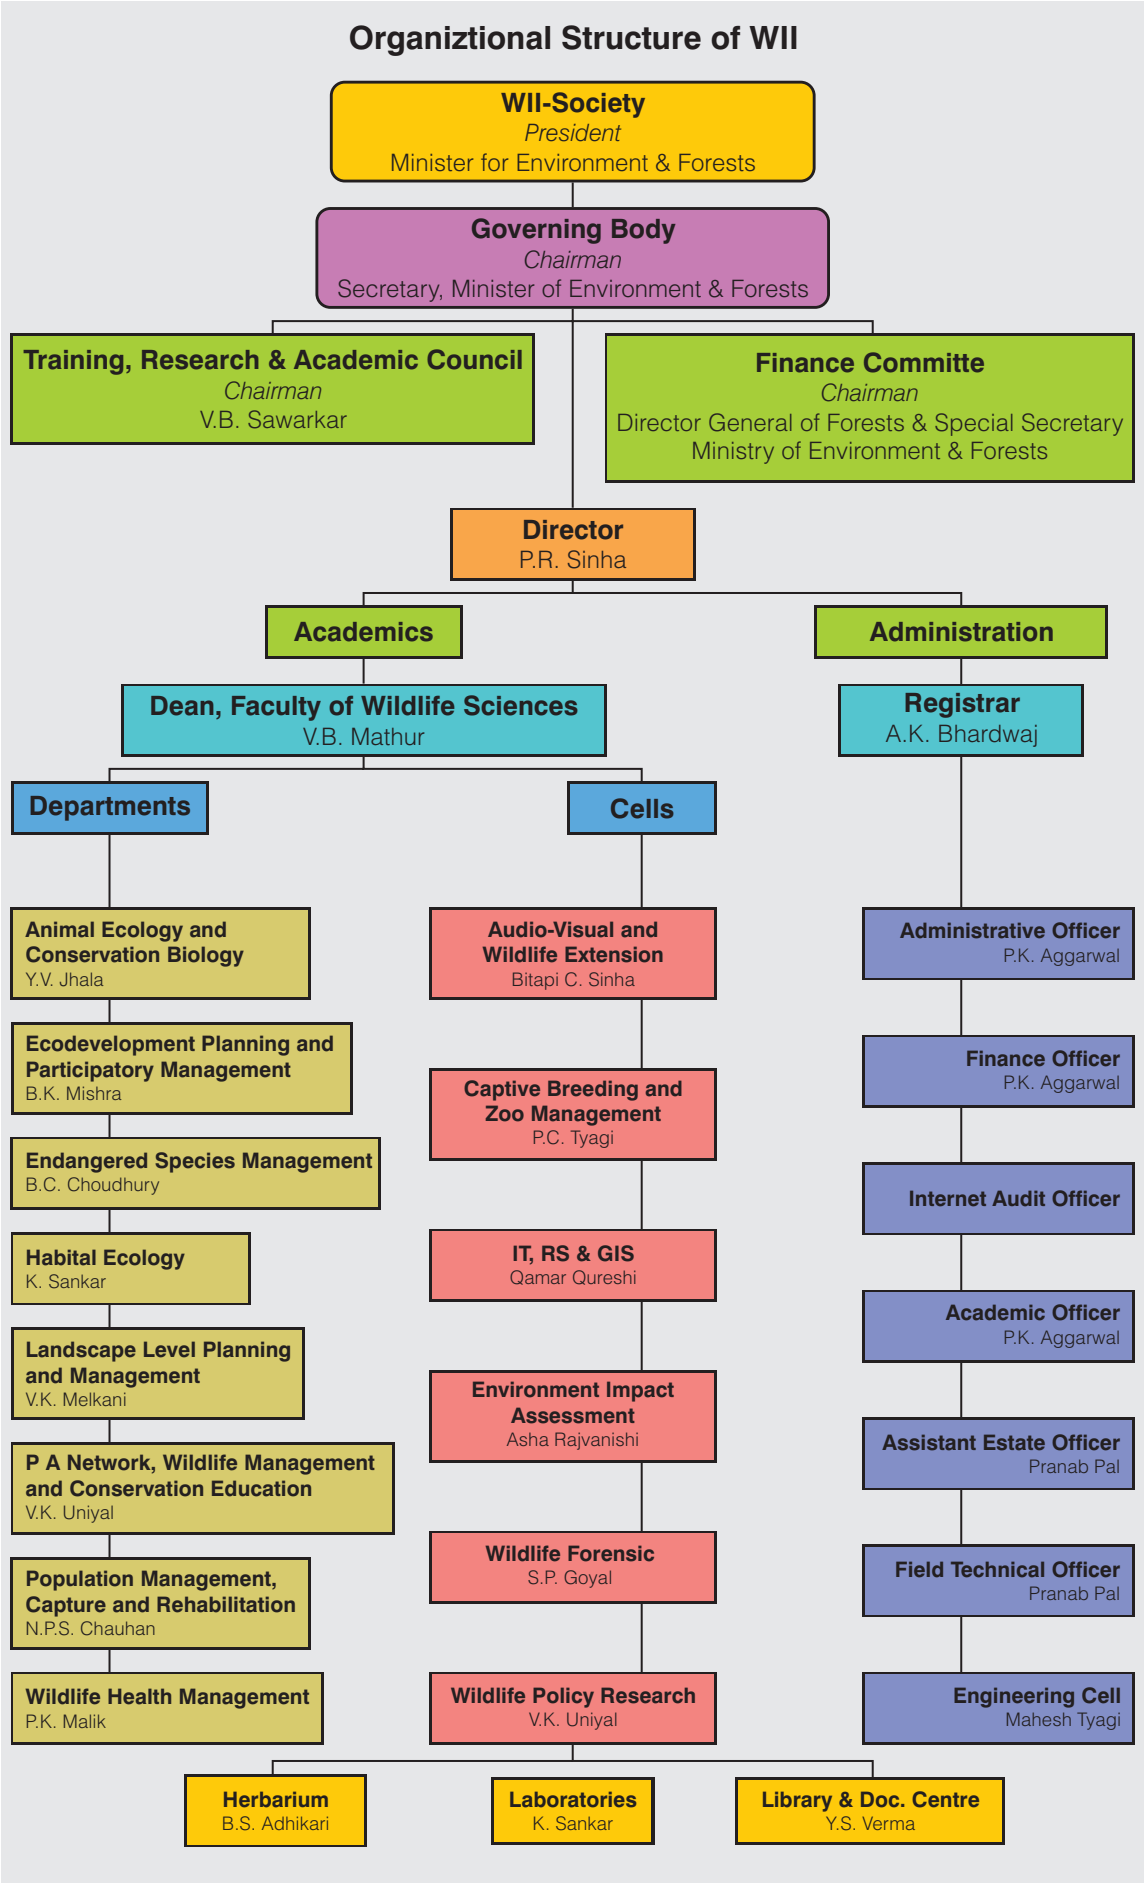 Organiztional Structure of WII
WII-Society
President
Minister for Environment & Forests
Governing Body
Chairman
Secretary, Minister of Environment & Forests
Training, Research & Academic Council
Chairman
V.B. Sawarkar
Finance Committe
Chairman
Director General of Forests & Special Secretary
Ministry of Environment & Forests
Director
P.R. Sinha
Academics
Administration
Dean, Faculty of Wildlife Sciences
V.B. Mathur
Registrar
A.K. Bhardwaj
Departments
Cells
Animal Ecology and
Conservation Biology
Y.V. Jhala
Ecodevelopment Planning and
Participatory Management
B.K. Mishra
Endangered Species Management
B.C. Choudhury
Habital Ecology
K. Sankar
Landscape Level Planning
and Management
V.K. Melkani
P A Network, Wildlife Management
and Conservation Education
V.K. Uniyal
Population Management,
Capture and Rehabilitation
N.P.S. Chauhan
Wildlife Health Management
P.K. Malik
Audio-Visual and
Wildlife Extension
Bitapi C. Sinha
Captive Breeding and
Zoo Management
P.C. Tyagi
IT, RS & GIS
Qamar Qureshi
Environment Impact
Assessment
Asha Rajvanishi
Wildlife Forensic
S.P. Goyal
Wildlife Policy Research
V.K. Uniyal
Administrative Officer
P.K. Aggarwal
Finance Officer
P.K. Aggarwal
Internet Audit Officer
Academic Officer
P.K. Aggarwal
Assistant Estate Officer
Pranab Pal
Field Technical Officer
Pranab Pal
Engineering Cell
Mahesh Tyagi
Herbarium
B.S. Adhikari
Laboratories
K. Sankar
Library & Doc. Centre
Y.S. Verma